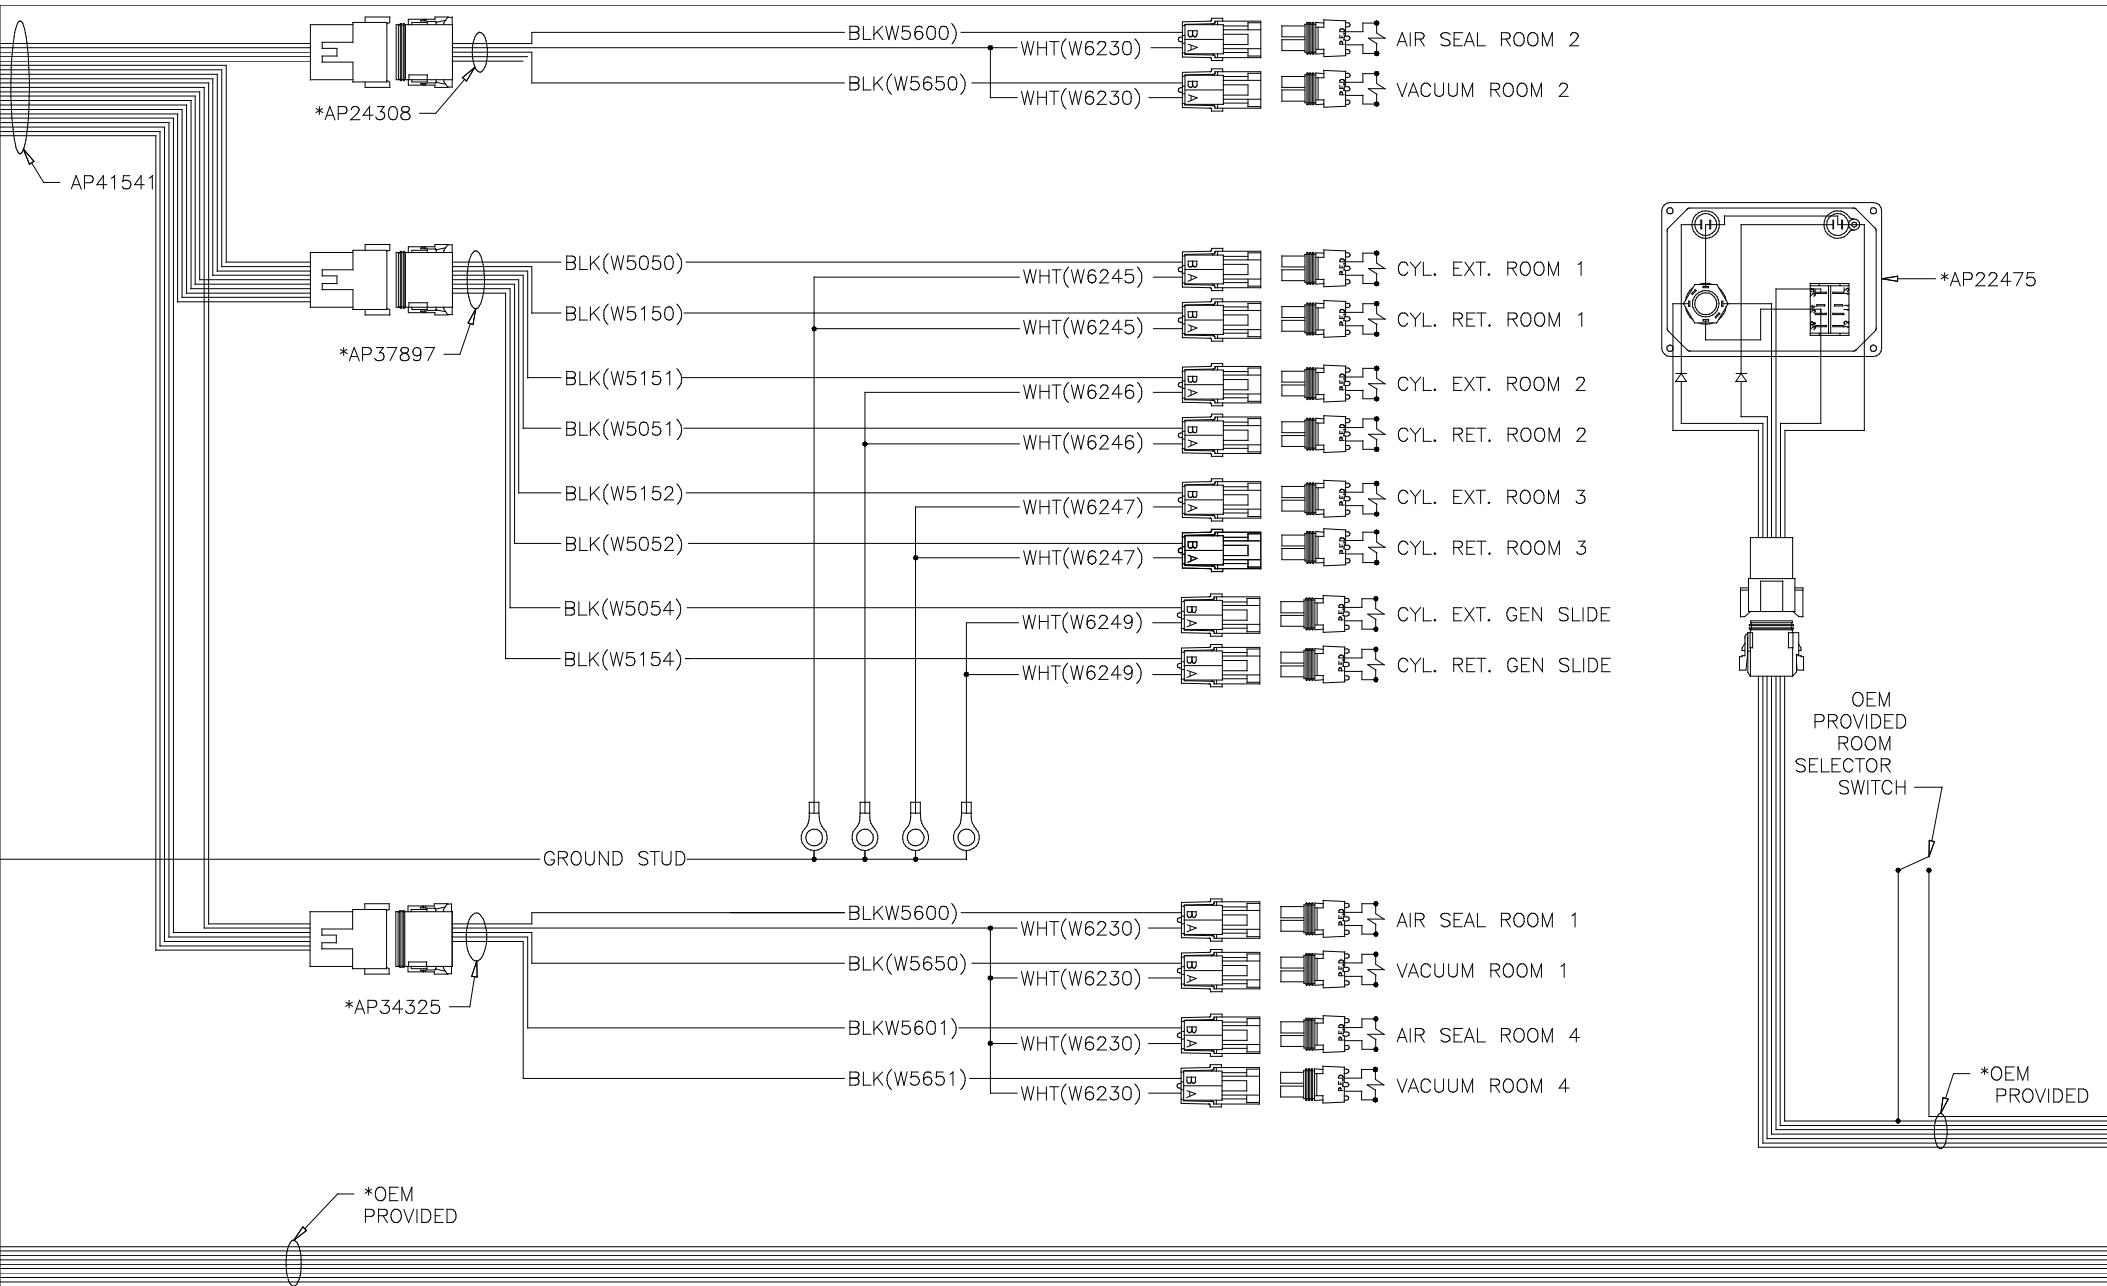 BLKW5600)
WHT(W6230)
B
A
P.E.D
AIR SEAL ROOM 2
BLK(W5650)
WHT(W6230)
B
A
P.E.D
VACUUM ROOM 2
*AP24308
AP41541
BLK(W5050)
WHT(W6245)
B
A
P.E.D
CYL. EXT. ROOM 1
*AP22475
BLK(W5150)
WHT(W6245)
B
A
P.E.D
CYL. RET. ROOM 1
*AP37897
BLK(W5151)
WHT(W6246)
B
A
P.E.D
CYL. EXT. ROOM 2
BLK(W5051)
WHT(W6246)
B
A
P.E.D
CYL. RET. ROOM 2
BLK(W5152)
WHT(W6247)
B
A
P.E.D
CYL. EXT. ROOM 3
BLK(W5052)
WHT(W6247)
B
A
P.E.D
CYL. RET. ROOM 3
BLK(W5054)
WHT(W6249)
B
A
P.E.D
CYL. EXT. GEN SLIDE
BLK(W5154)
WHT(W6249)
B
A
P.E.D
CYL. RET. GEN SLIDE
OEM
PROVIDED
ROOM
SELECTOR
SWITCH
GROUND STUD
BLKW5600)
WHT(W6230)
B
A
P.E.D
AIR SEAL ROOM 1
BLK(W5650)
WHT(W6230)
B
A
P.E.D
VACUUM ROOM 1
*AP34325
BLKW5601)
WHT(W6230)
B
A
P.E.D
AIR SEAL ROOM 4
BLK(W5651)
WHT(W6230)
B
A
P.E.D
VACUUM ROOM 4
*OEM
PROVIDED
*OEM
PROVIDED